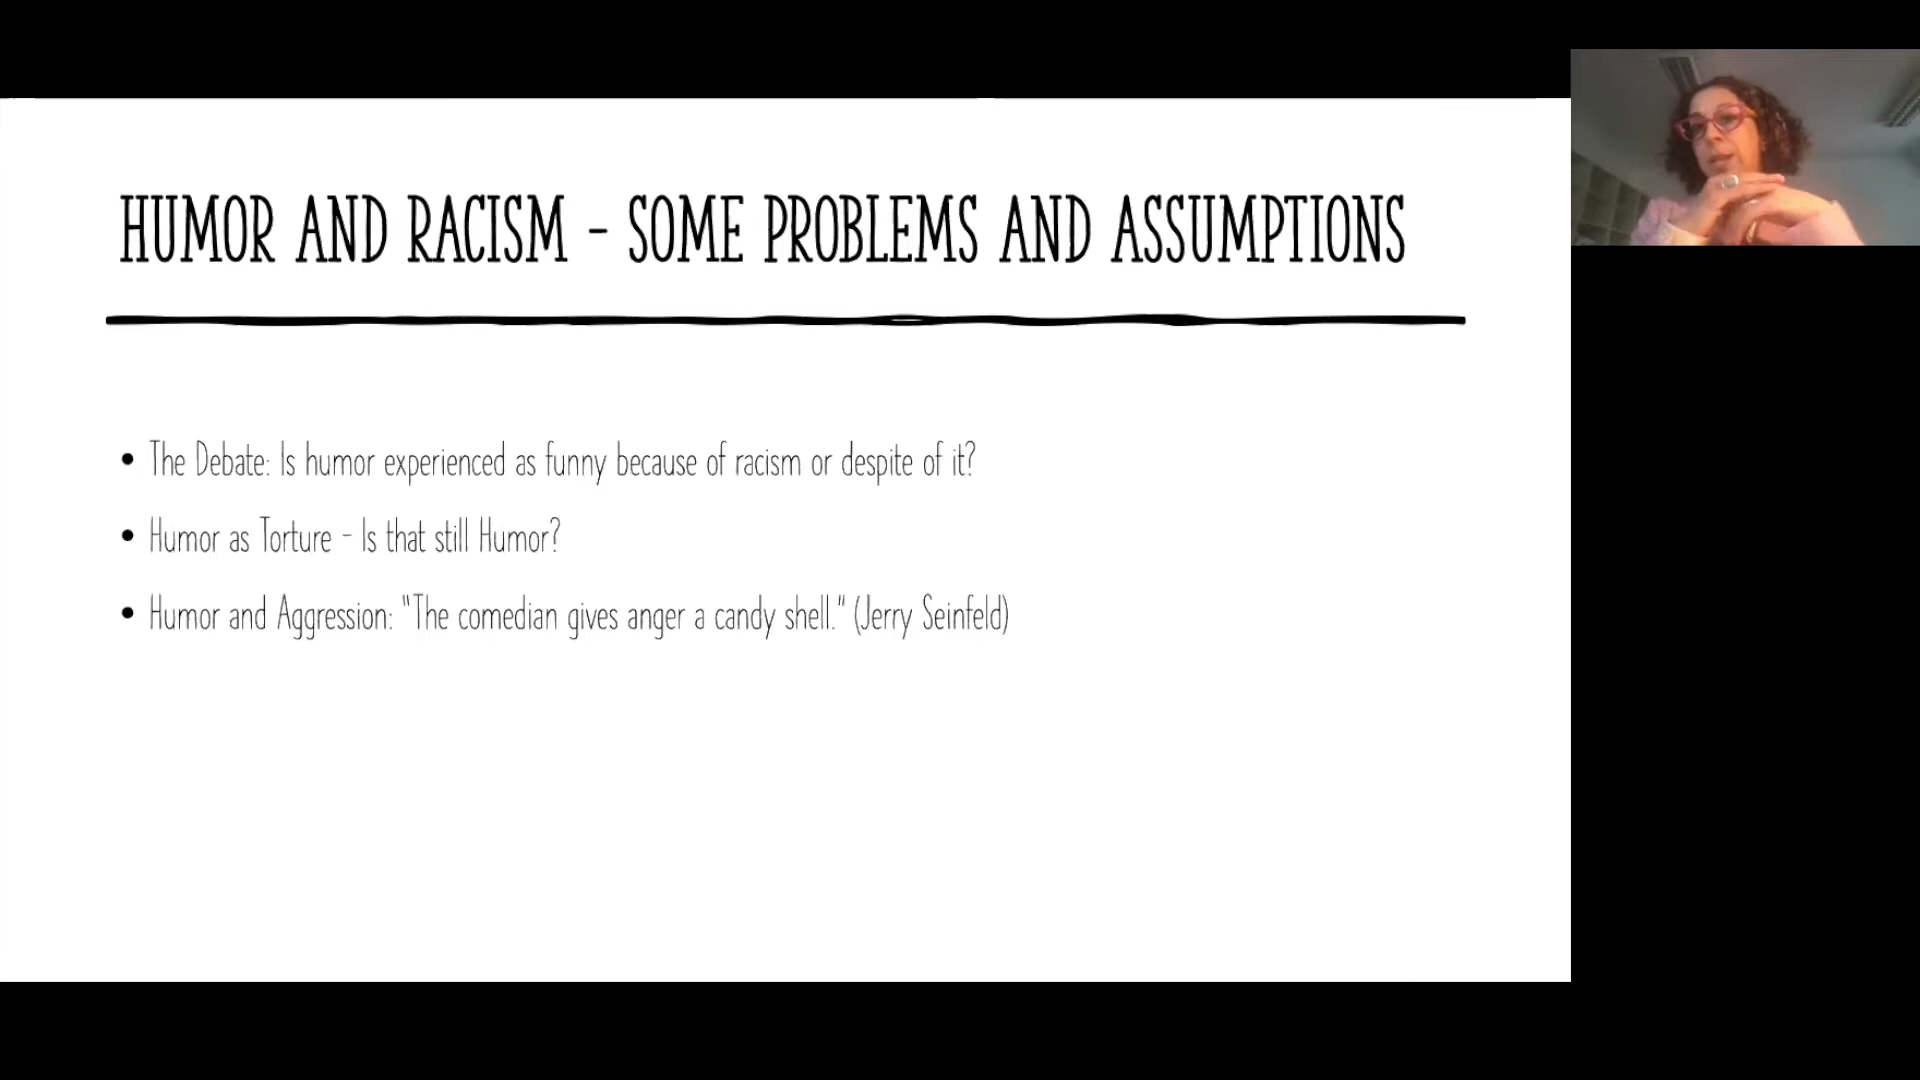 HUMOR AND RACISM - SOME PROBLEMS AND ASSUMPTIONS
• The Debate: Is humor experienced as funny because of racism or despite of it?
• Humor as Torture - Is that still Humor?
• Humor and Aggression: "The comedian gives anger a candy shell." (Jerry Seinfeld)